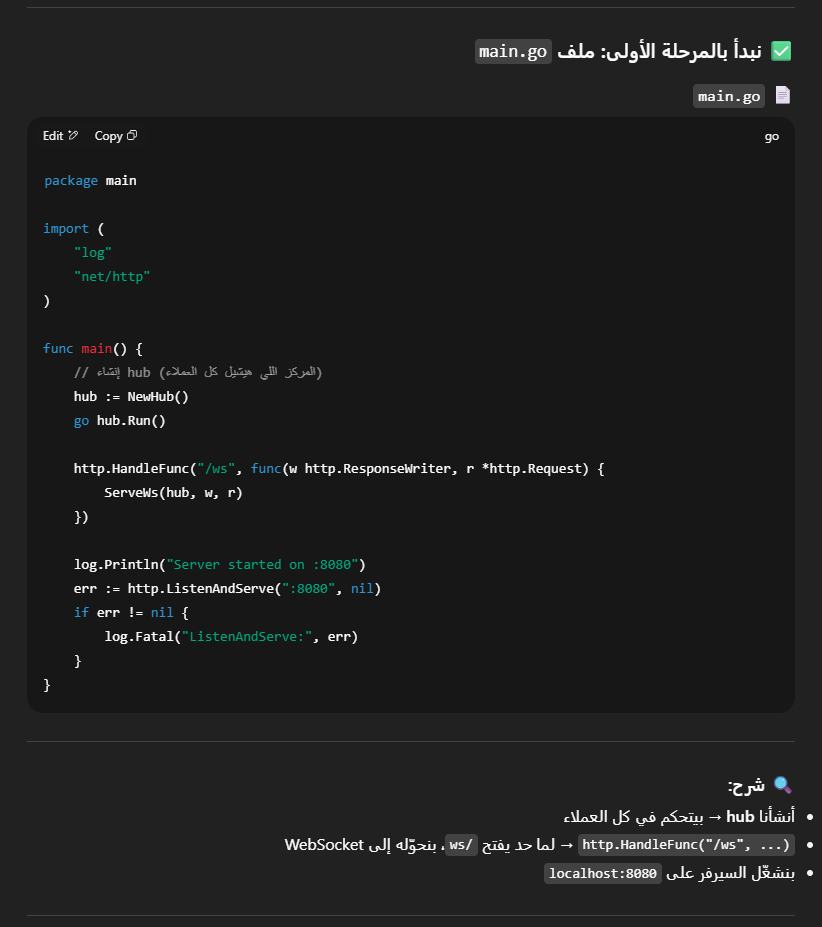 ✅ نبدأ بالمرحلة الأولى: ملف main.go
📄 main.go
Edit Copy go
package main
import (
"log"
"net/http"
)
func main() {
// إنشاء hub (المركز اللي هيشيل كل العملاء)
hub := NewHub()
go hub.Run()
http.HandleFunc("/ws", func(w http.ResponseWriter, r *http.Request) {
ServeWs(hub, w, r)
})
log.Println("Server started on :8080")
err := http.ListenAndServe(":8080", nil)
if err != nil {
log.Fatal("ListenAndServe:", err)
}
}
🔍 شرح:
أنشأنا hub → بيتحكم في كل العملاء
http.HandleFunc("/ws", ...) → لما حد يفتح /ws، بنحوّله إلى WebSocket
بنشغّل السيرفر على localhost:8080